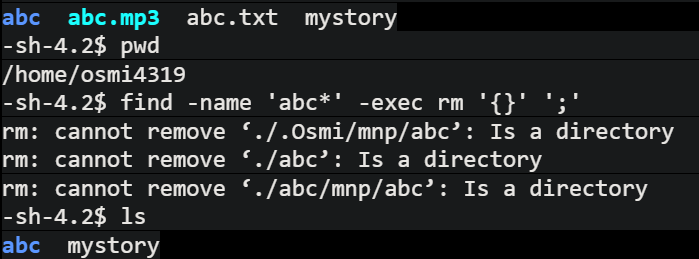 abc  abc.mp3  abc.txt  mystory
-sh-4.2$ pwd
/home/osmi4319
-sh-4.2$ find -name 'abc*' -exec rm '{}' ';'
rm: cannot remove ‘./.Osmi/mnp/abc’: Is a directory
rm: cannot remove ‘./abc’: Is a directory
rm: cannot remove ‘./abc/mnp/abc’: Is a directory
-sh-4.2$ ls
abc  mystory